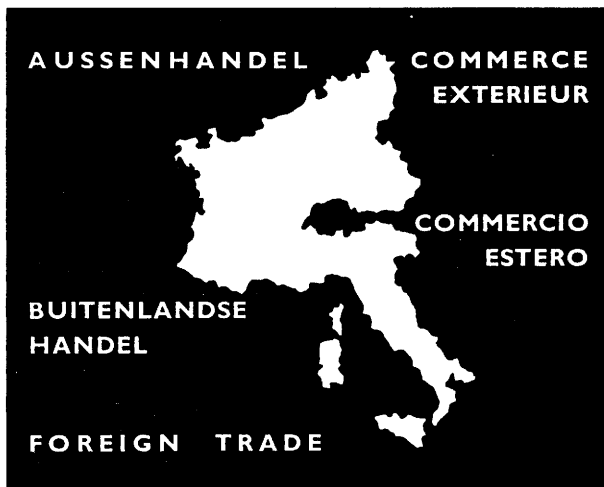 AUSSENHANDEL
COMMERCE
EXTERIEUR
COMMERCIO
ESTERO
BUITENLANDSE
HANDEL
FOREIGN TRADE